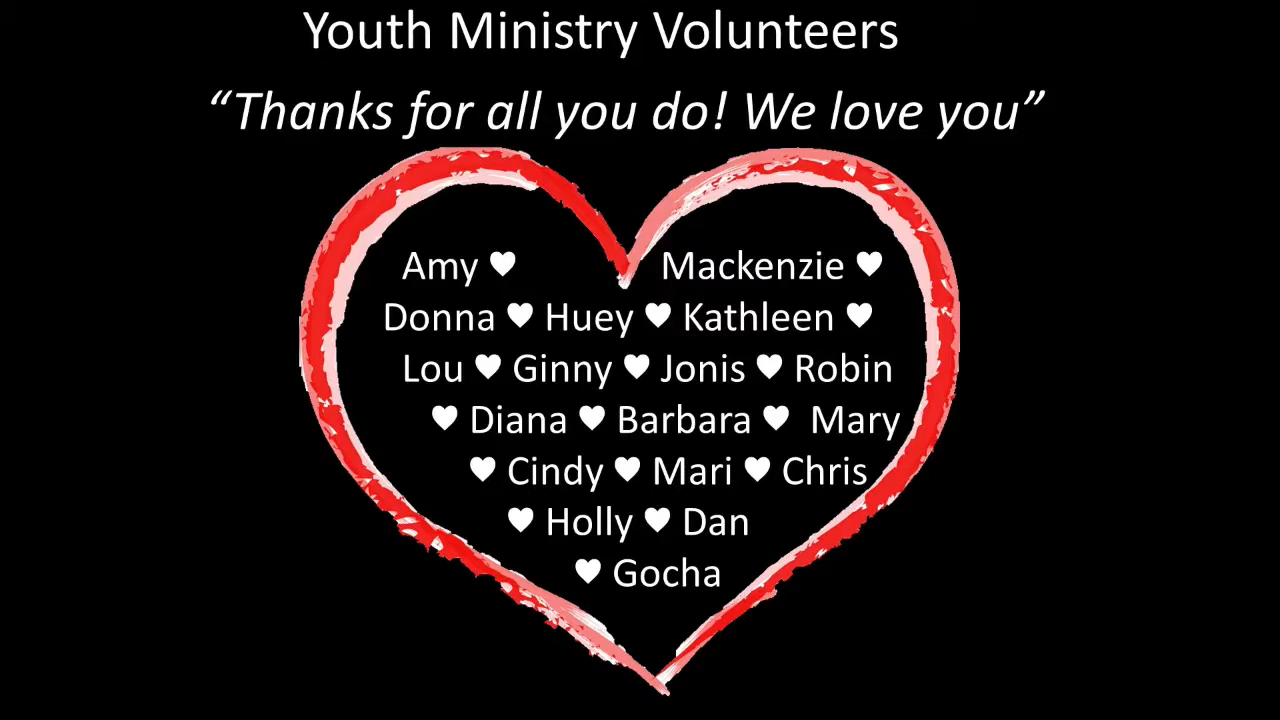 Youth Ministry Volunteers
“Thanks for all you do! We love you”
Amy ♥ Mackenzie ♥
Donna ♥ Huey ♥ Kathleen ♥
Lou ♥ Ginny ♥ Jonis ♥ Robin
♥ Diana ♥ Barbara ♥ Mary
♥ Cindy ♥ Mari ♥ Chris
♥ Holly ♥ Dan
♥ Gocha